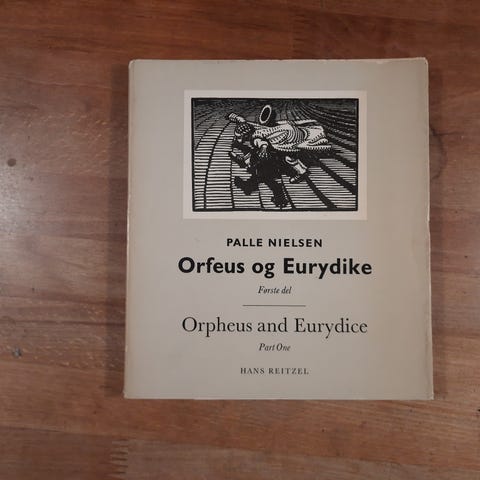 PALLE NIELSEN
Orfeus og Eurydike
Første del
Orpheus and Eurydice
Part One
HANS REITZEL